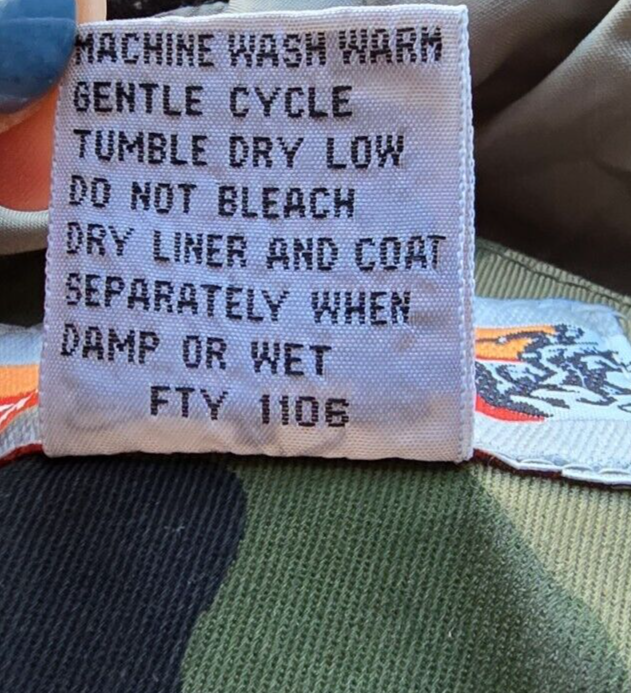 MACHINE WASH WARM
GENTLE CYCLE
TUMBLE DRY LOW
DO NOT BLEACH
DRY LINER AND COAT
SEPARATELY WHEN
DAMP OR WET
FTY 1106